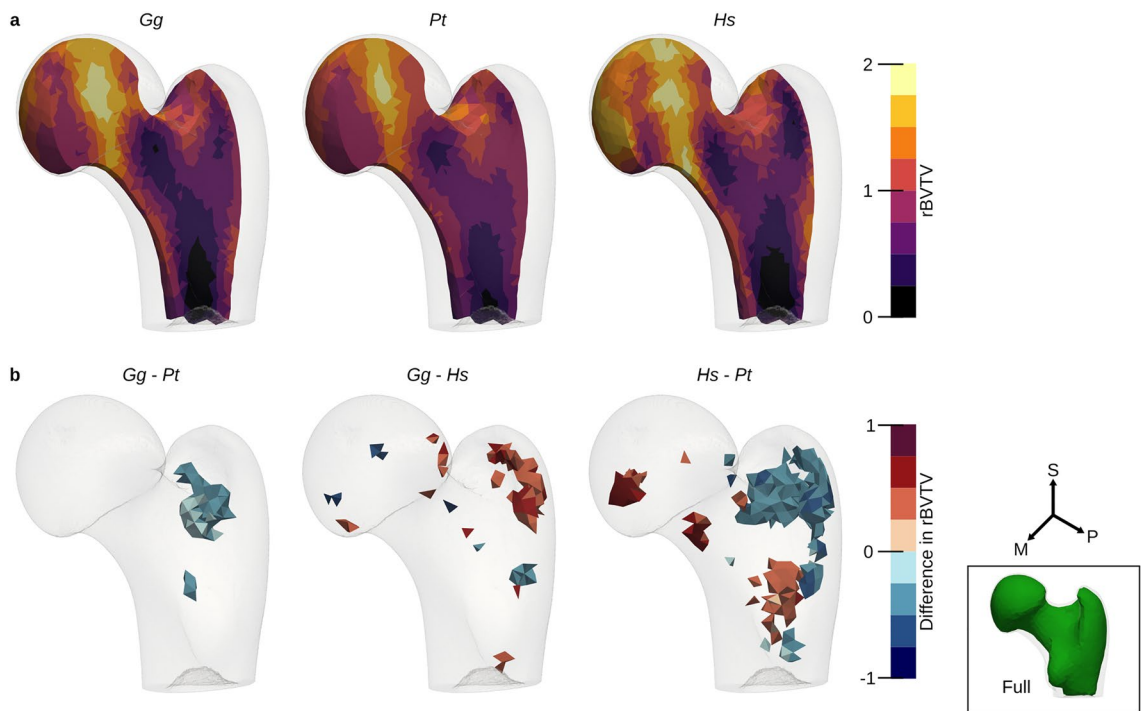 a
Gg
Pt
Hs
2
1
0
rBVTV
b
Gg - Pt
Gg - Hs
Hs - Pt
1
0
-1
Difference in rBVTV
S
M
P
Full